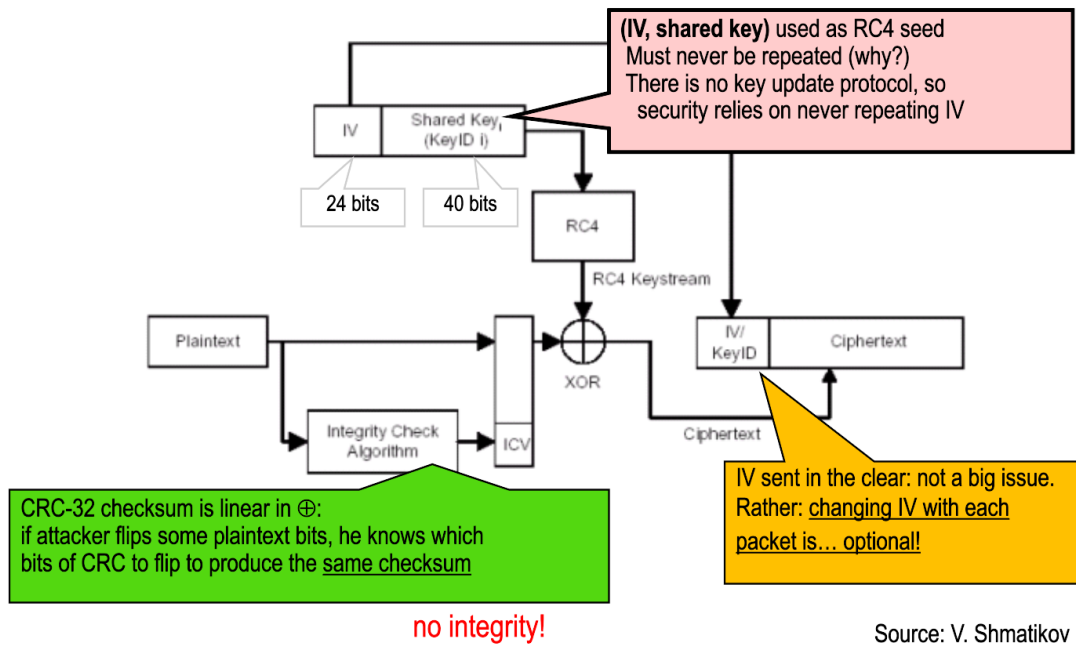 (IV, shared key) used as RC4 seed
Must never be repeated (why?)
There is no key update protocol, so
security relies on never repeating IV
IV
Shared Keyi
(KeyID i)
24 bits
40 bits
RC4
RC4 Keystream
Plaintext
XOR
IV/
KeyID
Ciphertext
Integrity Check
Algorithm
ICV
Ciphertext
CRC-32 checksum is linear in ⊕:
if attacker flips some plaintext bits, he knows which
bits of CRC to flip to produce the same checksum
IV sent in the clear: not a big issue.
Rather: changing IV with each
packet is… optional!
no integrity!
Source: V. Shmatikov